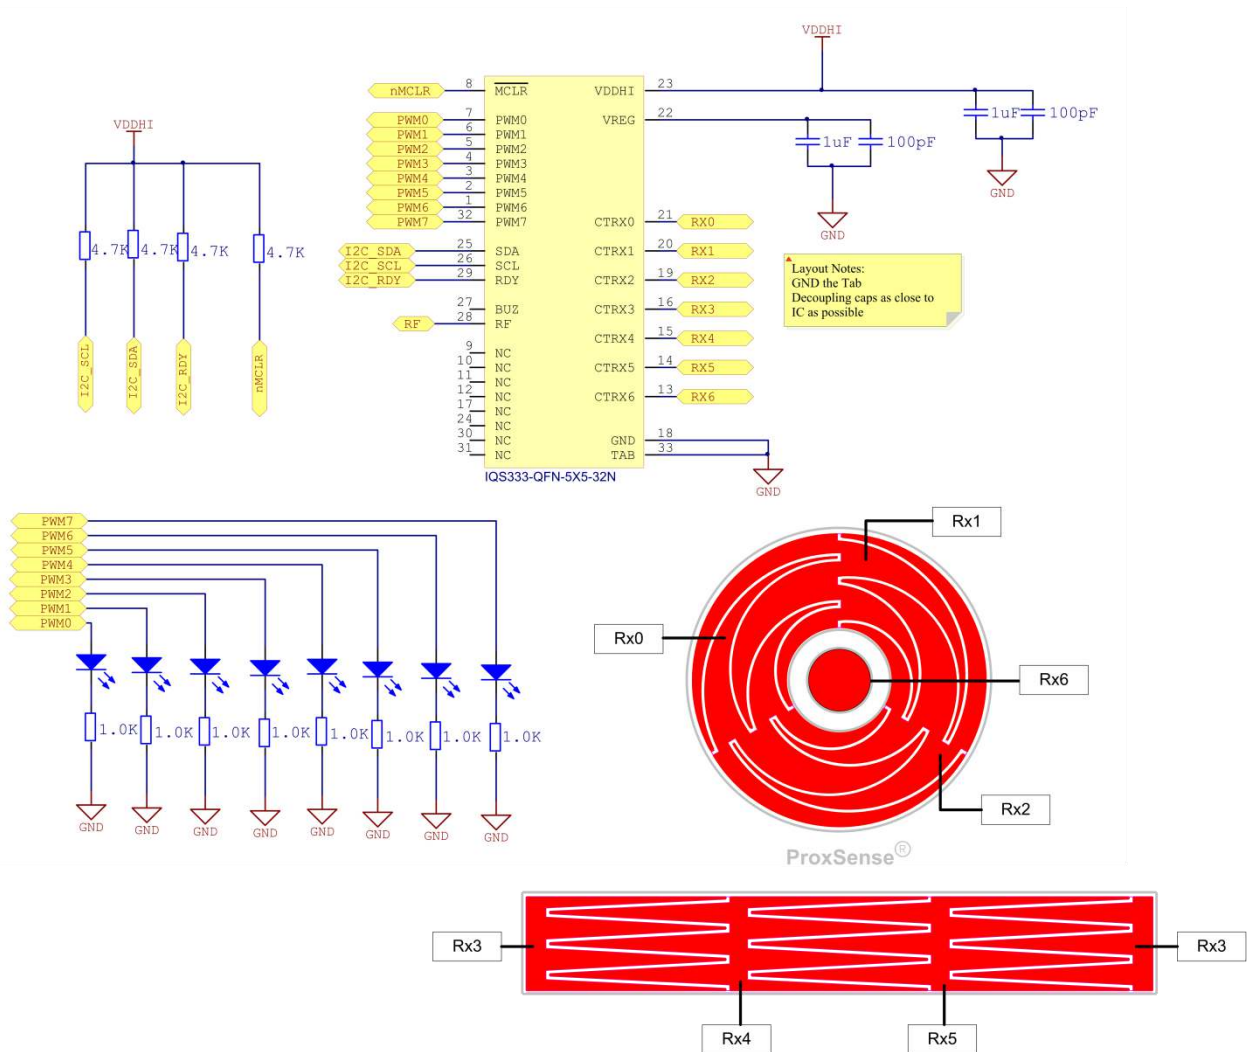 VDDHI
8
nMCLR
MCLR
VDDHI
23
7
PWM0
PWM0
VREG
22
6
PWM1
PWM1
5
PWM2
PWM2
4
PWM3
PWM3
3
PWM4
PWM4
2
PWM5
PWM5
1
PWM6
PWM6
32
PWM7
PWM7
1uF
100pF
GND
1uF
100pF
GND
CTRX0
21
RX0
25
I2C_SDA
SDA
CTRX1
20
RX1
26
I2C_SCL
SCL
29
I2C_RDY
RDY
CTRX2
19
RX2
27
BUZ
CTRX3
16
RX3
28
RF
RF
CTRX4
15
RX4
9
NC
10
NC
CTRX5
14
RX5
11
NC
12
NC
CTRX6
13
RX6
17
NC
24
NC
30
NC
GND
18
31
NC
TAB
33
GND
IQS333-QFN-5X5-32N
Layout Notes:
GND the Tab
Decoupling caps as close to
IC as possible
VDDHI
4.7K
4.7K
4.7K
4.7K
I2C_SCL
I2C_SDA
I2C_RDY
nMCLR
PWM7
PWM6
PWM5
PWM4
PWM3
PWM2
PWM1
PWM0
1.0K
1.0K
1.0K
1.0K
1.0K
1.0K
1.0K
1.0K
GND
GND
GND
GND
GND
GND
GND
GND
Rx1
Rx0
Rx6
Rx2
ProxSense®
Rx3
Rx3
Rx4
Rx5